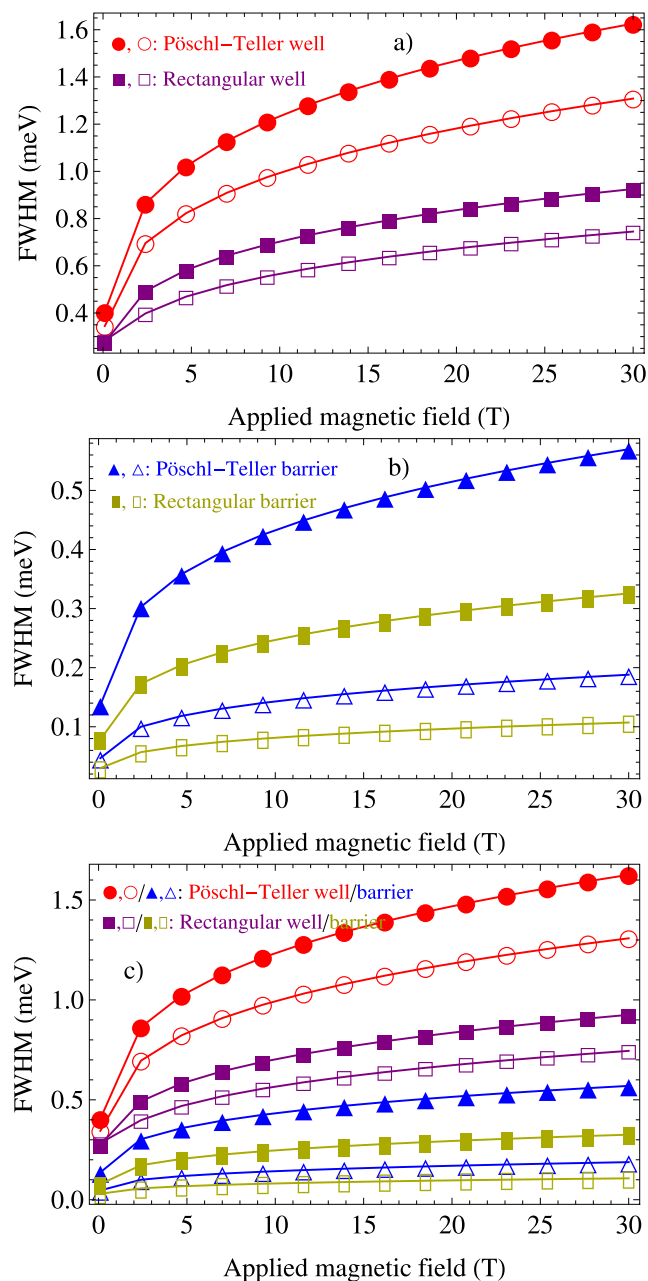 a)
●, ○: Pöschl−Teller well
■, □: Rectangular well
FWHM (meV)
1.6
1.4
1.2
1.0
0.8
0.6
0.4
0 5 10 15 20 25 30
Applied magnetic field (T)
b)
▲, △: Pöschl−Teller barrier
■, □: Rectangular barrier
FWHM (meV)
0.5
0.4
0.3
0.2
0.1
0 5 10 15 20 25 30
Applied magnetic field (T)
●,○/▲,△: Pöschl−Teller well/barrier
■,□/■,□: Rectangular well/barrier
c)
FWHM (meV)
1.5
1.0
0.5
0.0
0 5 10 15 20 25 30
Applied magnetic field (T)